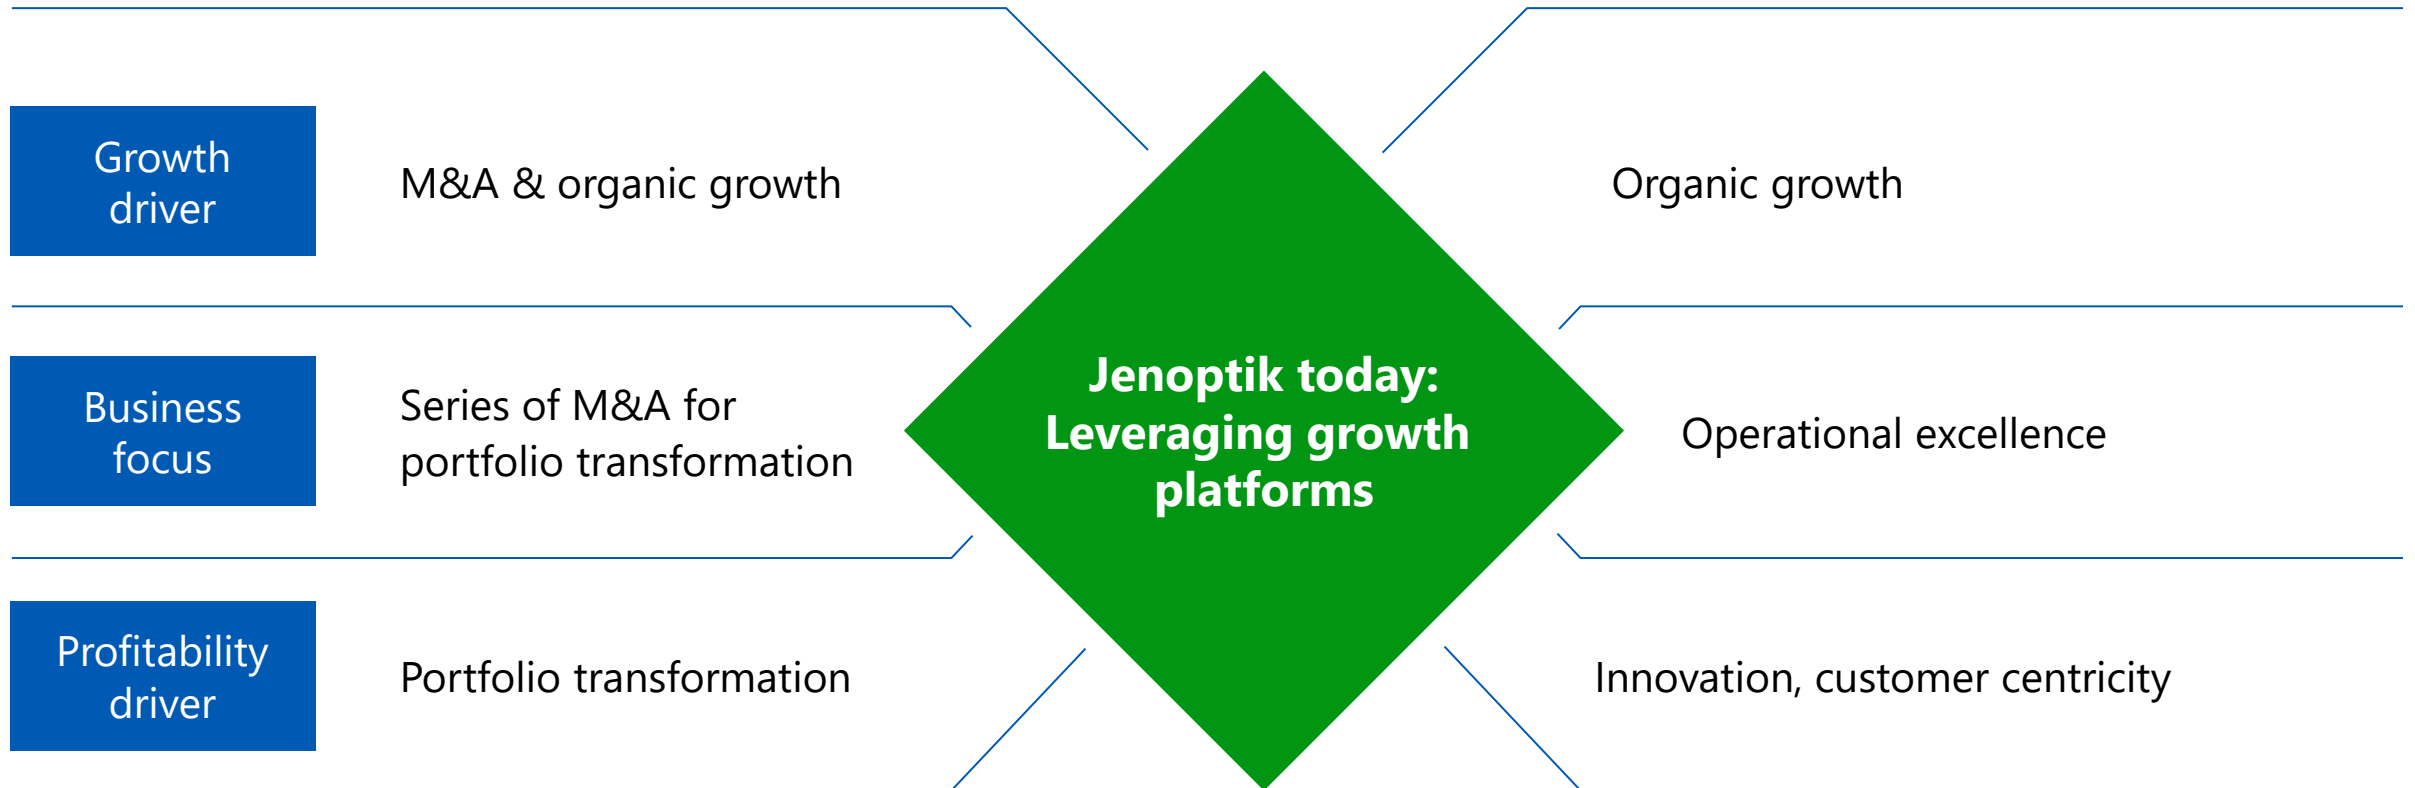 Growth
driver
M&A & organic growth
Organic growth
Business
focus
Series of M&A for
portfolio transformation
Jenoptik today:
Leveraging growth
platforms
Operational excellence
Profitability
driver
Portfolio transformation
Innovation, customer centricity